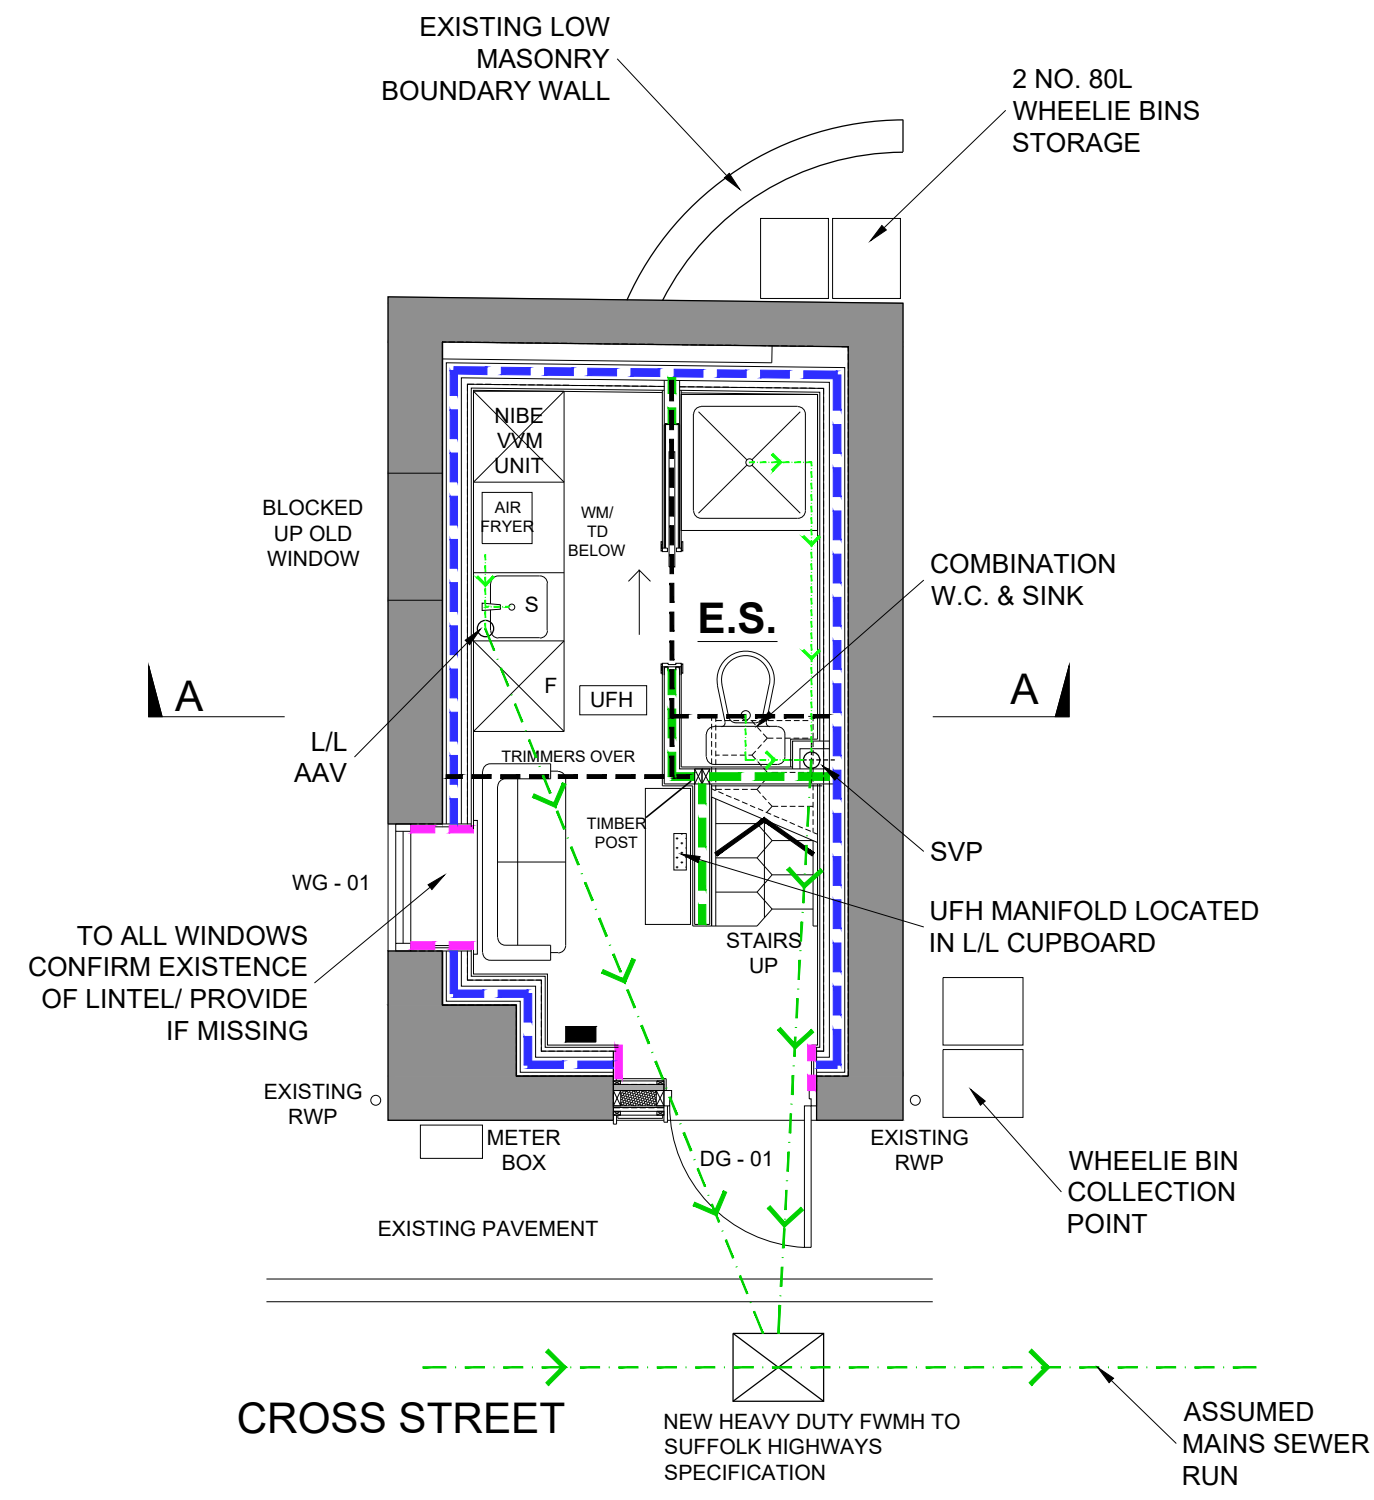 EXISTING LOW
MASONRY
BOUNDARY WALL
2 NO. 80L
WHEELIE BINS
STORAGE
NIBE
VVM
UNIT
AIR
FRYER
WM/
TD
BELOW
BLOCKED
UP OLD
WINDOW
COMBINATION
W.C. & SINK
S
E.S.
A
A
F
UFH
L/L
AAV
TRIMMERS OVER
TIMBER
POST
SVP
WG - 01
UFH MANIFOLD LOCATED
IN L/L CUPBOARD
TO ALL WINDOWS
CONFIRM EXISTENCE
OF LINTEL/ PROVIDE
IF MISSING
STAIRS
UP
EXISTING
RWP
METER
BOX
DG - 01
EXISTING
RWP
WHEELIE BIN
COLLECTION
POINT
EXISTING PAVEMENT
CROSS STREET
NEW HEAVY DUTY FWMH TO
SUFFOLK HIGHWAYS
SPECIFICATION
ASSUMED
MAINS SEWER
RUN